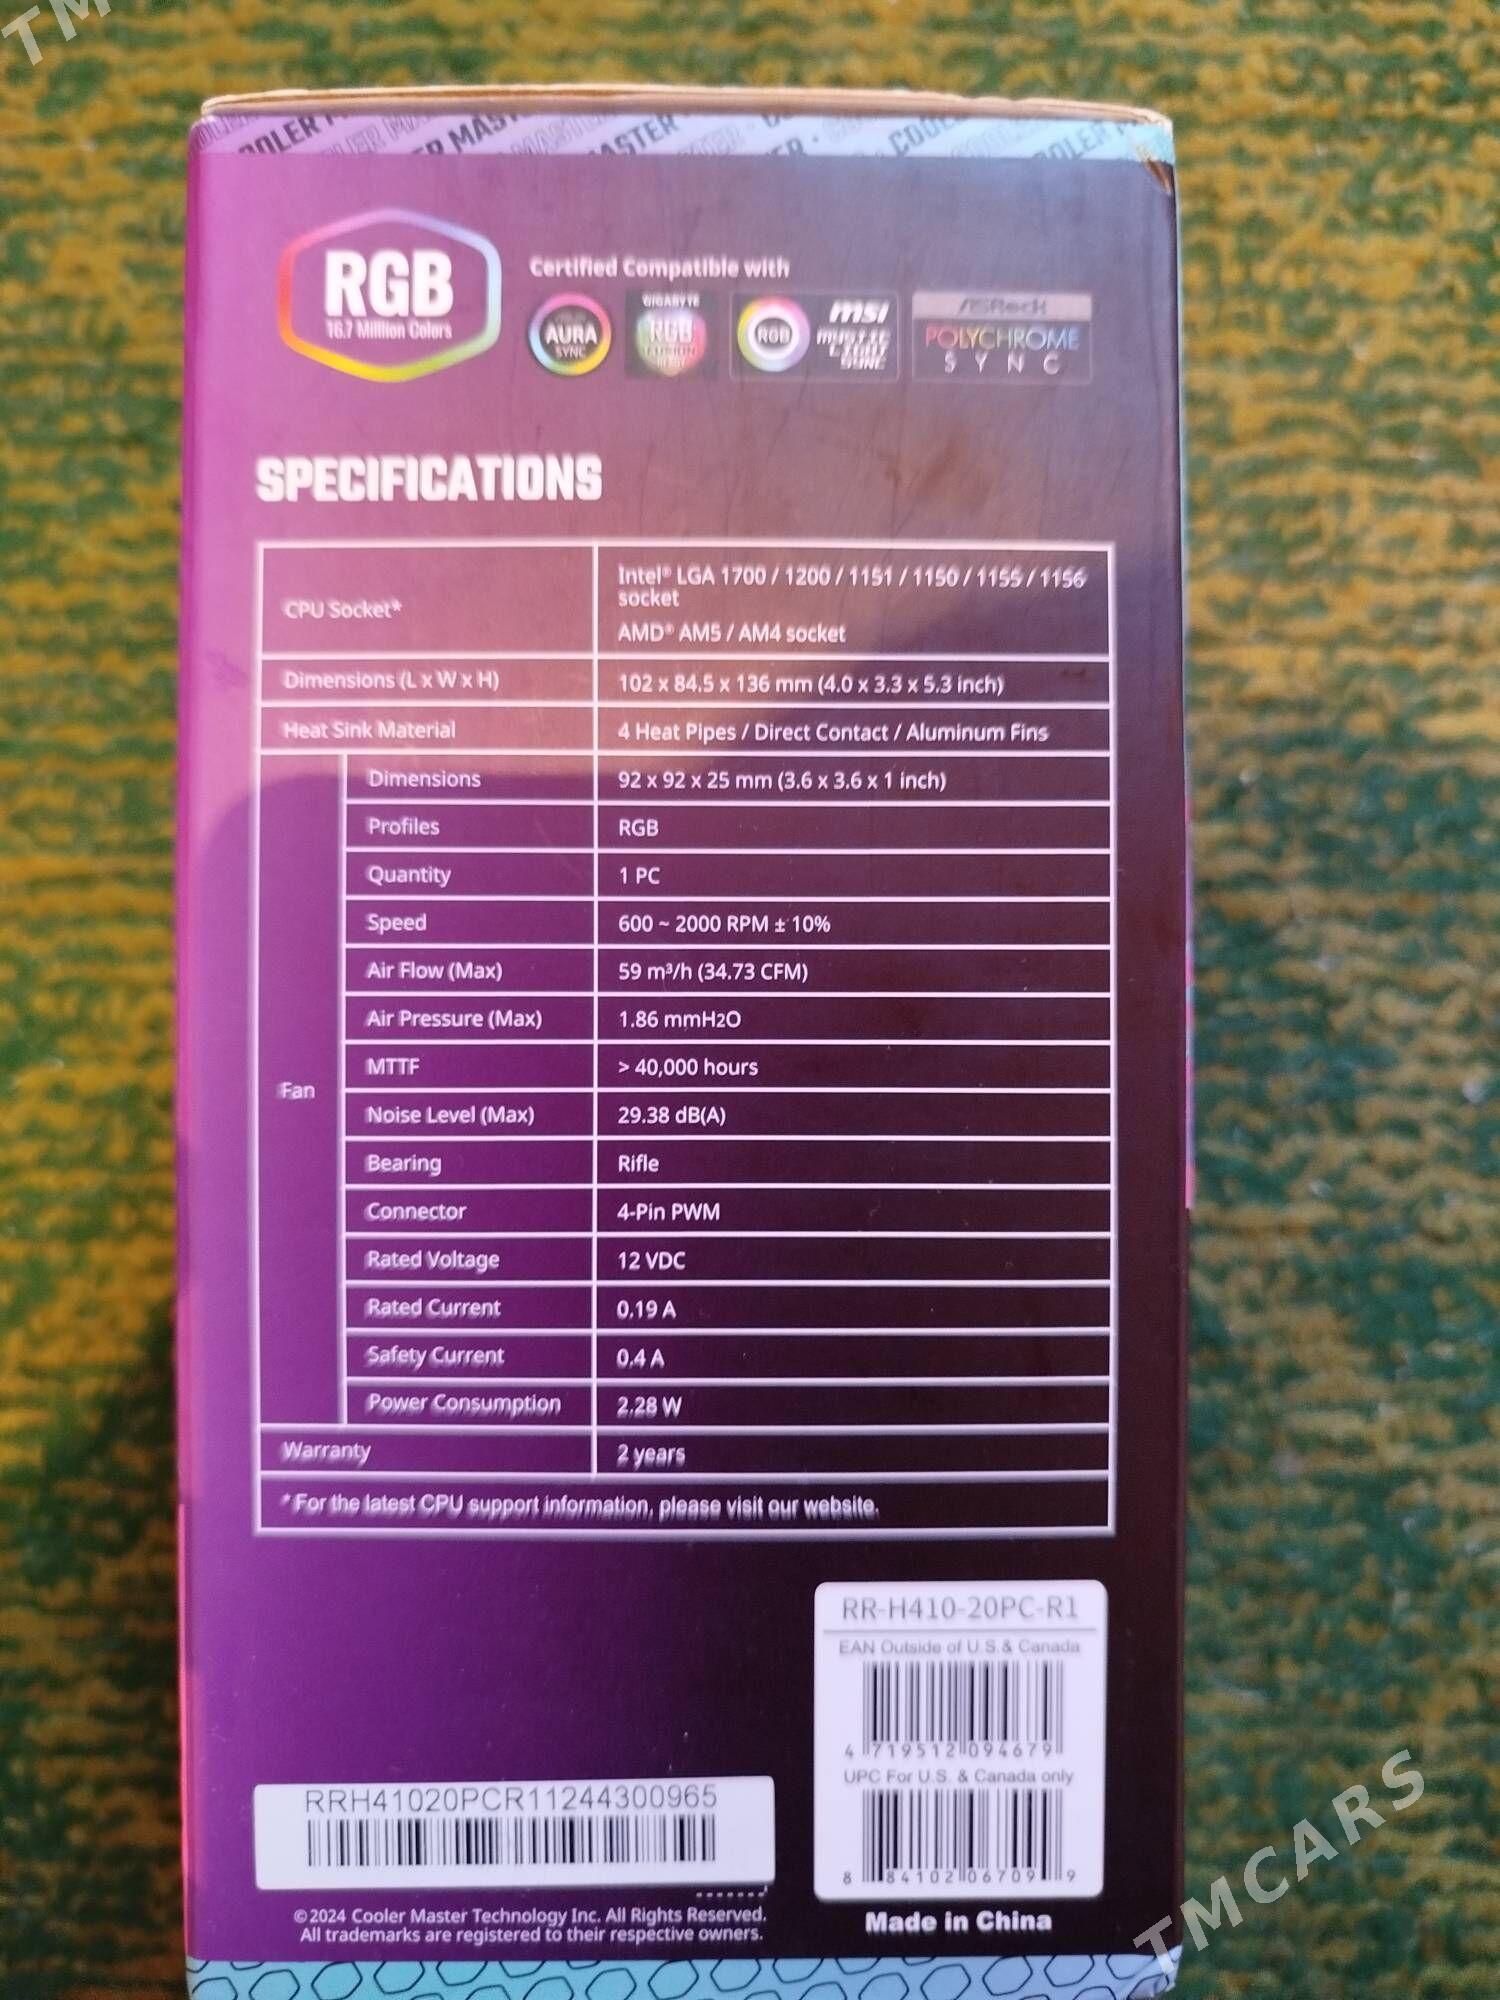 TM
COOLER MASTER
RGB
16.7 Million Colors
Certified Compatible with
AURA
SYNC
GIGABYTE
RGB
FUSION
RGB
msi
MYSTIC
LIGHT
SYNC
ASRock
POLYCHROME
SYNC
SPECIFICATIONS
CPU Socket*
Intel® LGA 1700 / 1200 / 1151 / 1150 / 1155 / 1156
socket
AMD® AM5 / AM4 socket
Dimensions (L x W x H)
102 x 84.5 x 136 mm (4.0 x 3.3 x 5.3 inch)
Heat Sink Material
4 Heat Pipes / Direct Contact / Aluminum Fins
Fan
Dimensions
92 x 92 x 25 mm (3.6 x 3.6 x 1 inch)
Profiles
RGB
Quantity
1 PC
Speed
600 ~ 2000 RPM ± 10%
Air Flow (Max)
59 m³/h (34.73 CFM)
Air Pressure (Max)
1.86 mmH2O
MTTF
> 40,000 hours
Noise Level (Max)
29.38 dB(A)
Bearing
Rifle
Connector
4-Pin PWM
Rated Voltage
12 VDC
Rated Current
0.19 A
Safety Current
0.4 A
Power Consumption
2.28 W
Warranty
2 years
* For the latest CPU support information, please visit our website.
RR-H410-20PC-R1
EAN Outside of U.S.& Canada
4 719512 094679
UPC For U.S. & Canada only
8 84102 06709 9
RRH41020PCR11244300965
©2024 Cooler Master Technology Inc. All Rights Reserved.
All trademarks are registered to their respective owners.
Made in China
TMCARS